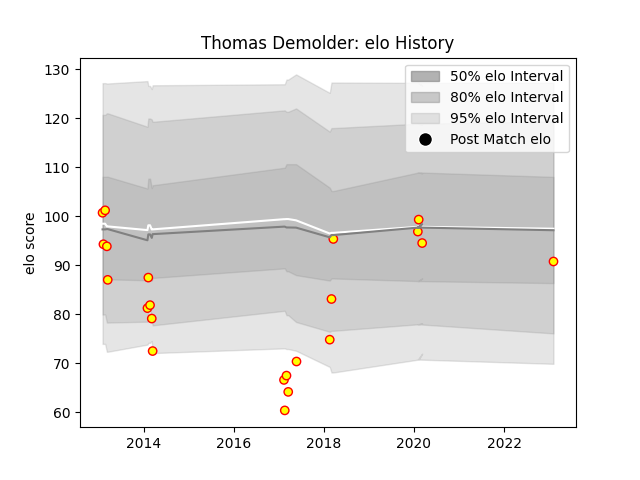 Thomas Demolder: elo History
130
120
110
100
90
80
70
60
elo score
50% elo Interval
80% elo Interval
95% elo Interval
Post Match elo
2014
2016
2018
2020
2022